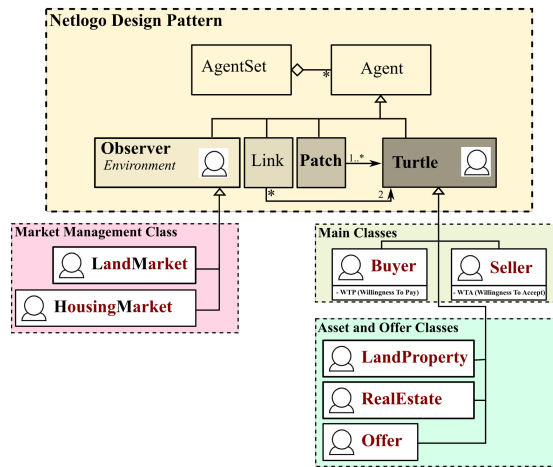 Netlogo Design Pattern
AgentSet
*
Agent
Observer
Environment
Link
Patch
1..*
Turtle
*
2
Market Management Class
LandMarket
HousingMarket
Main Classes
Buyer
- WTP (Willingness To Pay)
Seller
- WTA (Willingness To Accept)
Asset and Offer Classes
LandProperty
RealEstate
Offer